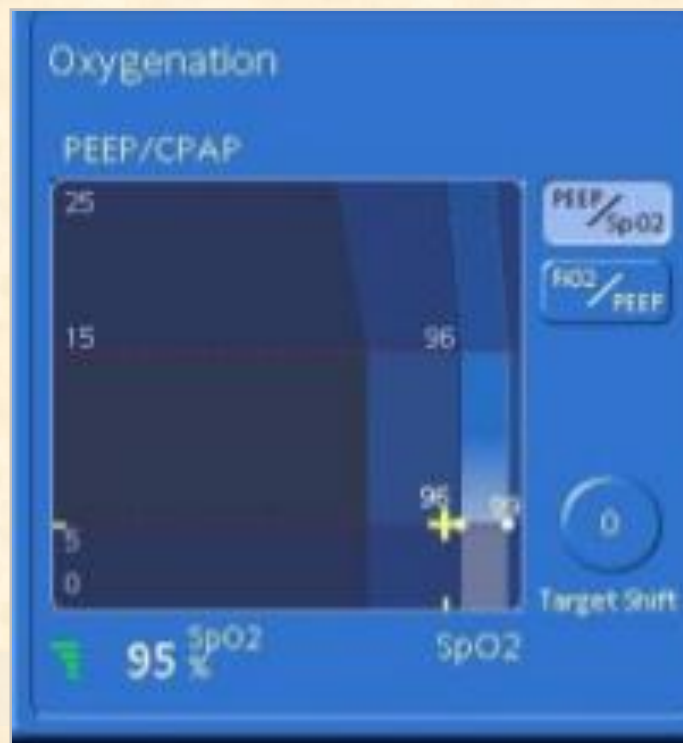 Oxygenation
PEEP/CPAP
25
PEEP/SpO2
FiO2/PEEP
15
96
96
99
5
0
0
Target Shift
95 SpO2 %
SpO2